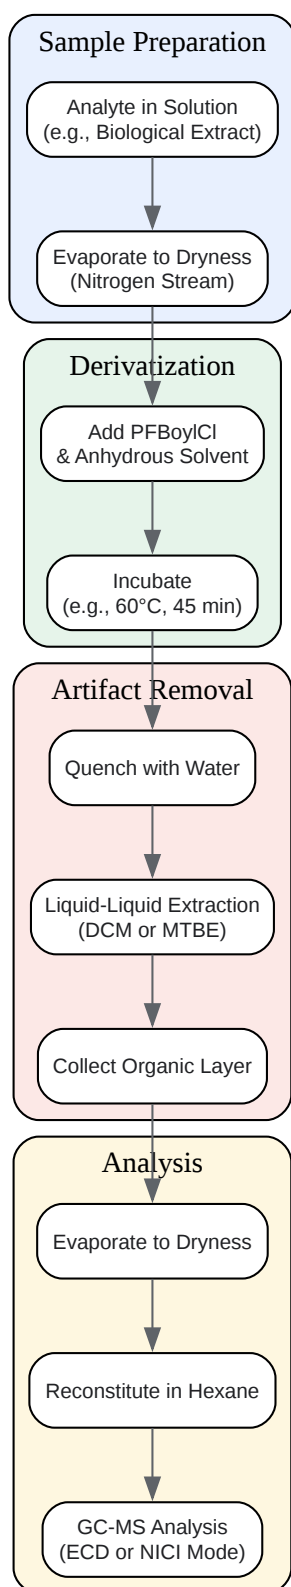 Sample Preparation
Analyte in Solution
(e.g., Biological Extract)
Evaporate to Dryness
(Nitrogen Stream)
Derivatization
Add PFBoylCl
& Anhydrous Solvent
Incubate
(e.g., 60°C, 45 min)
Artifact Removal
Quench with Water
Liquid-Liquid Extraction
(DCM or MTBE)
Collect Organic Layer
Analysis
Evaporate to Dryness
Reconstitute in Hexane
GC-MS Analysis
(ECD or NICI Mode)